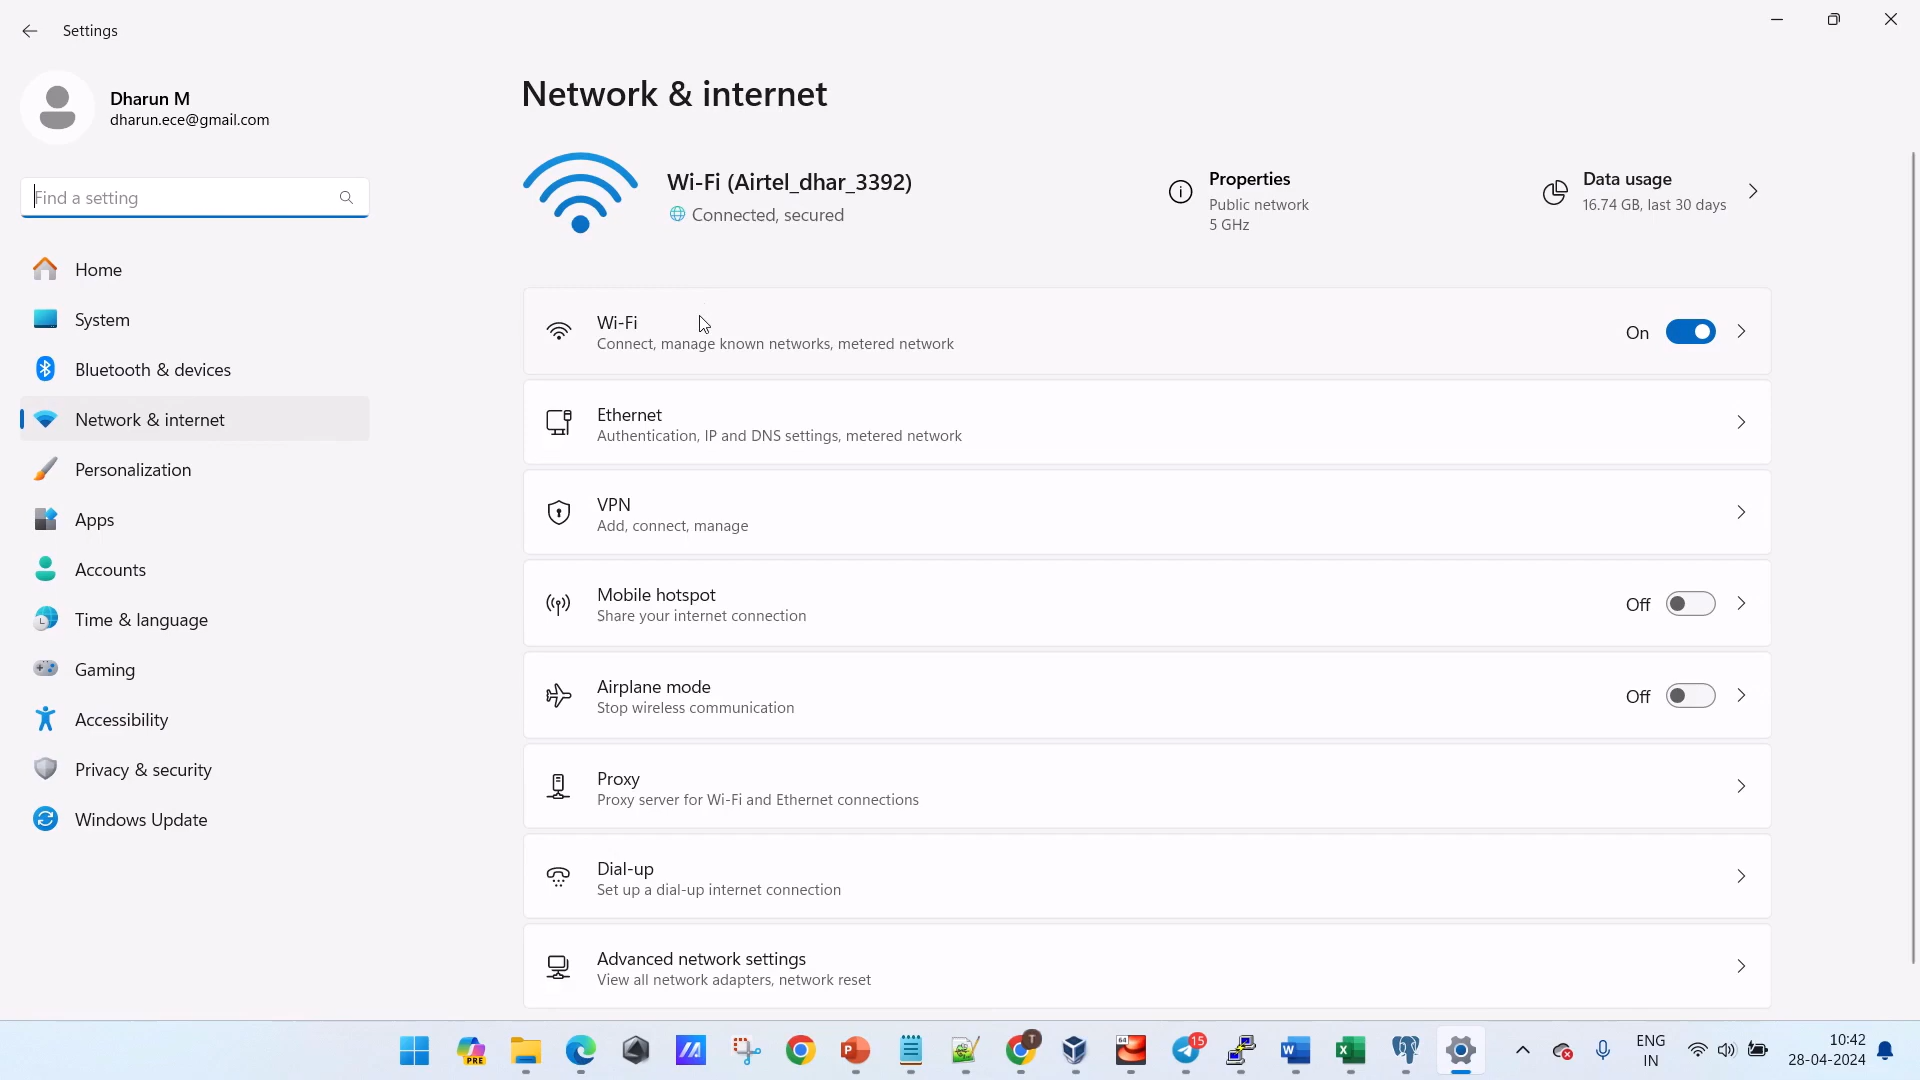 Settings
Dharun M
dharun.ece@gmail.com
Find a setting
Home
System
Bluetooth & devices
Network & internet
Personalization
Apps
Accounts
Time & language
Gaming
Accessibility
Privacy & security
Windows Update
Network & internet
Wi-Fi (Airtel_dhar_3392)
Connected, secured
Properties
Public network
5 GHz
Data usage
16.74 GB, last 30 days
Wi-Fi
Connect, manage known networks, metered network
On
Ethernet
Authentication, IP and DNS settings, metered network
VPN
Add, connect, manage
Mobile hotspot
Share your internet connection
Off
Airplane mode
Stop wireless communication
Off
Proxy
Proxy server for Wi-Fi and Ethernet connections
Dial-up
Set up a dial-up internet connection
Advanced network settings
View all network adapters, network reset
PRE
T
64
15
ENG
IN
10:42
28-04-2024